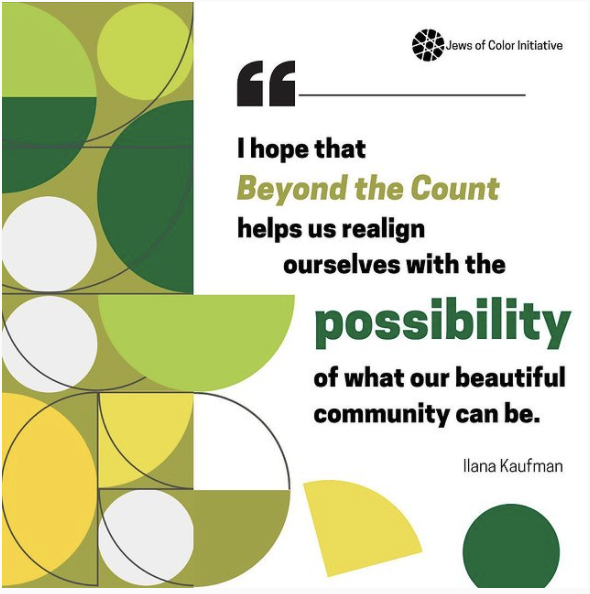 Jews of Color Initiative
“
I hope that
Beyond the Count
helps us realign
ourselves with the
possibility
of what our beautiful
community can be.
Ilana Kaufman